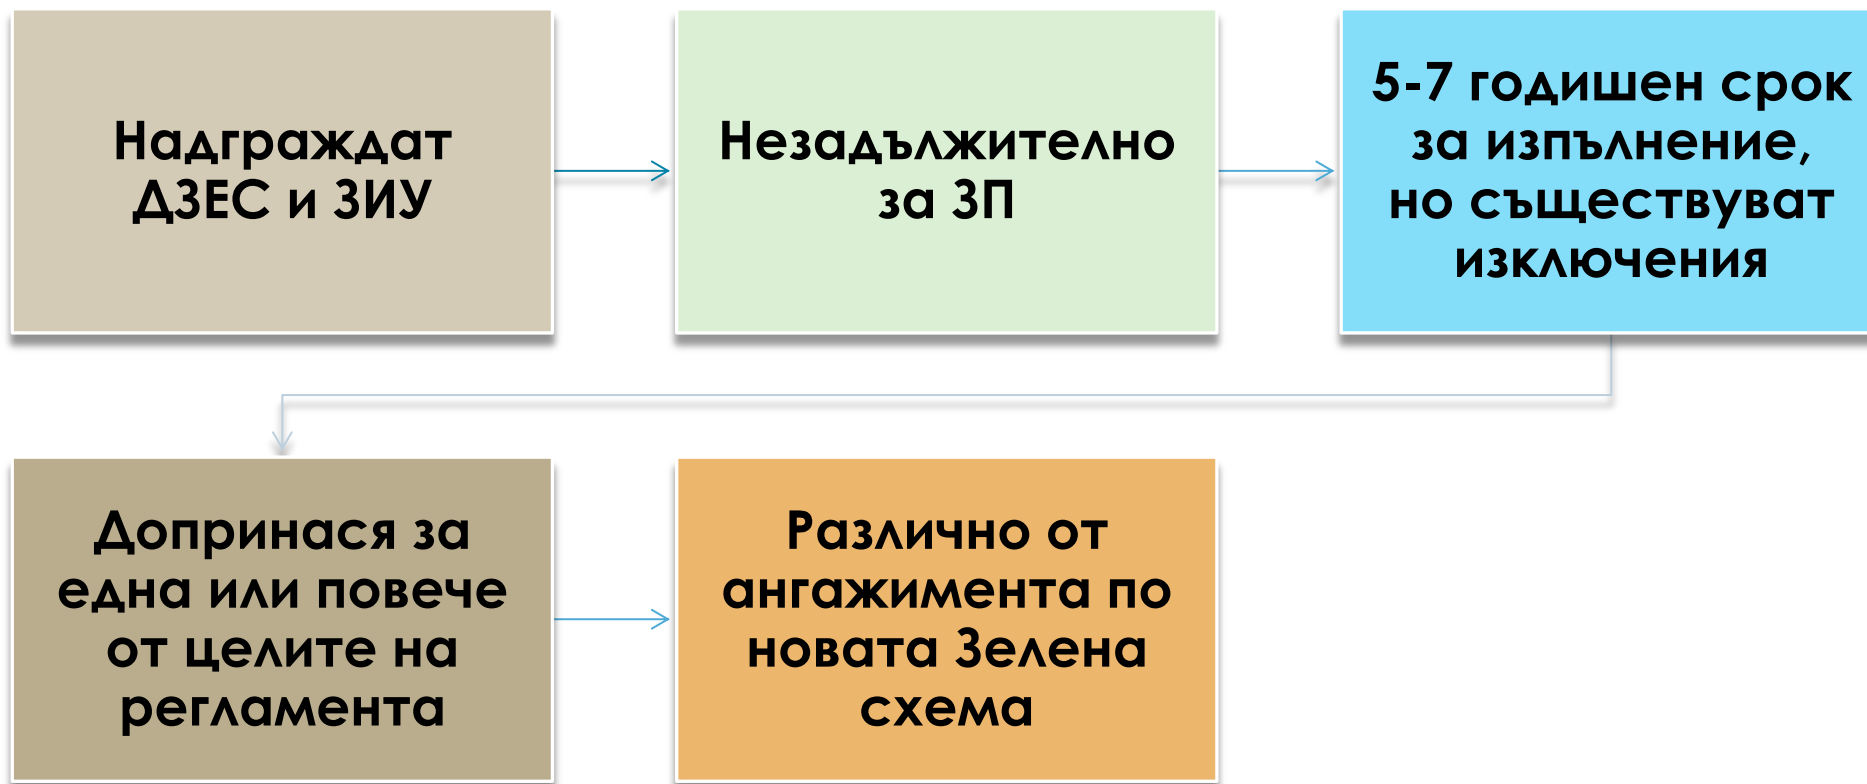 Надграждат
ДЗЕС и ЗИУ
Незадължително
за ЗП
5-7 годишен срок
за изпълнение,
но съществуват
изключения
Допринася за
една или повече
от целите на
регламента
Различно от
ангажимента по
новата Зелена
схема